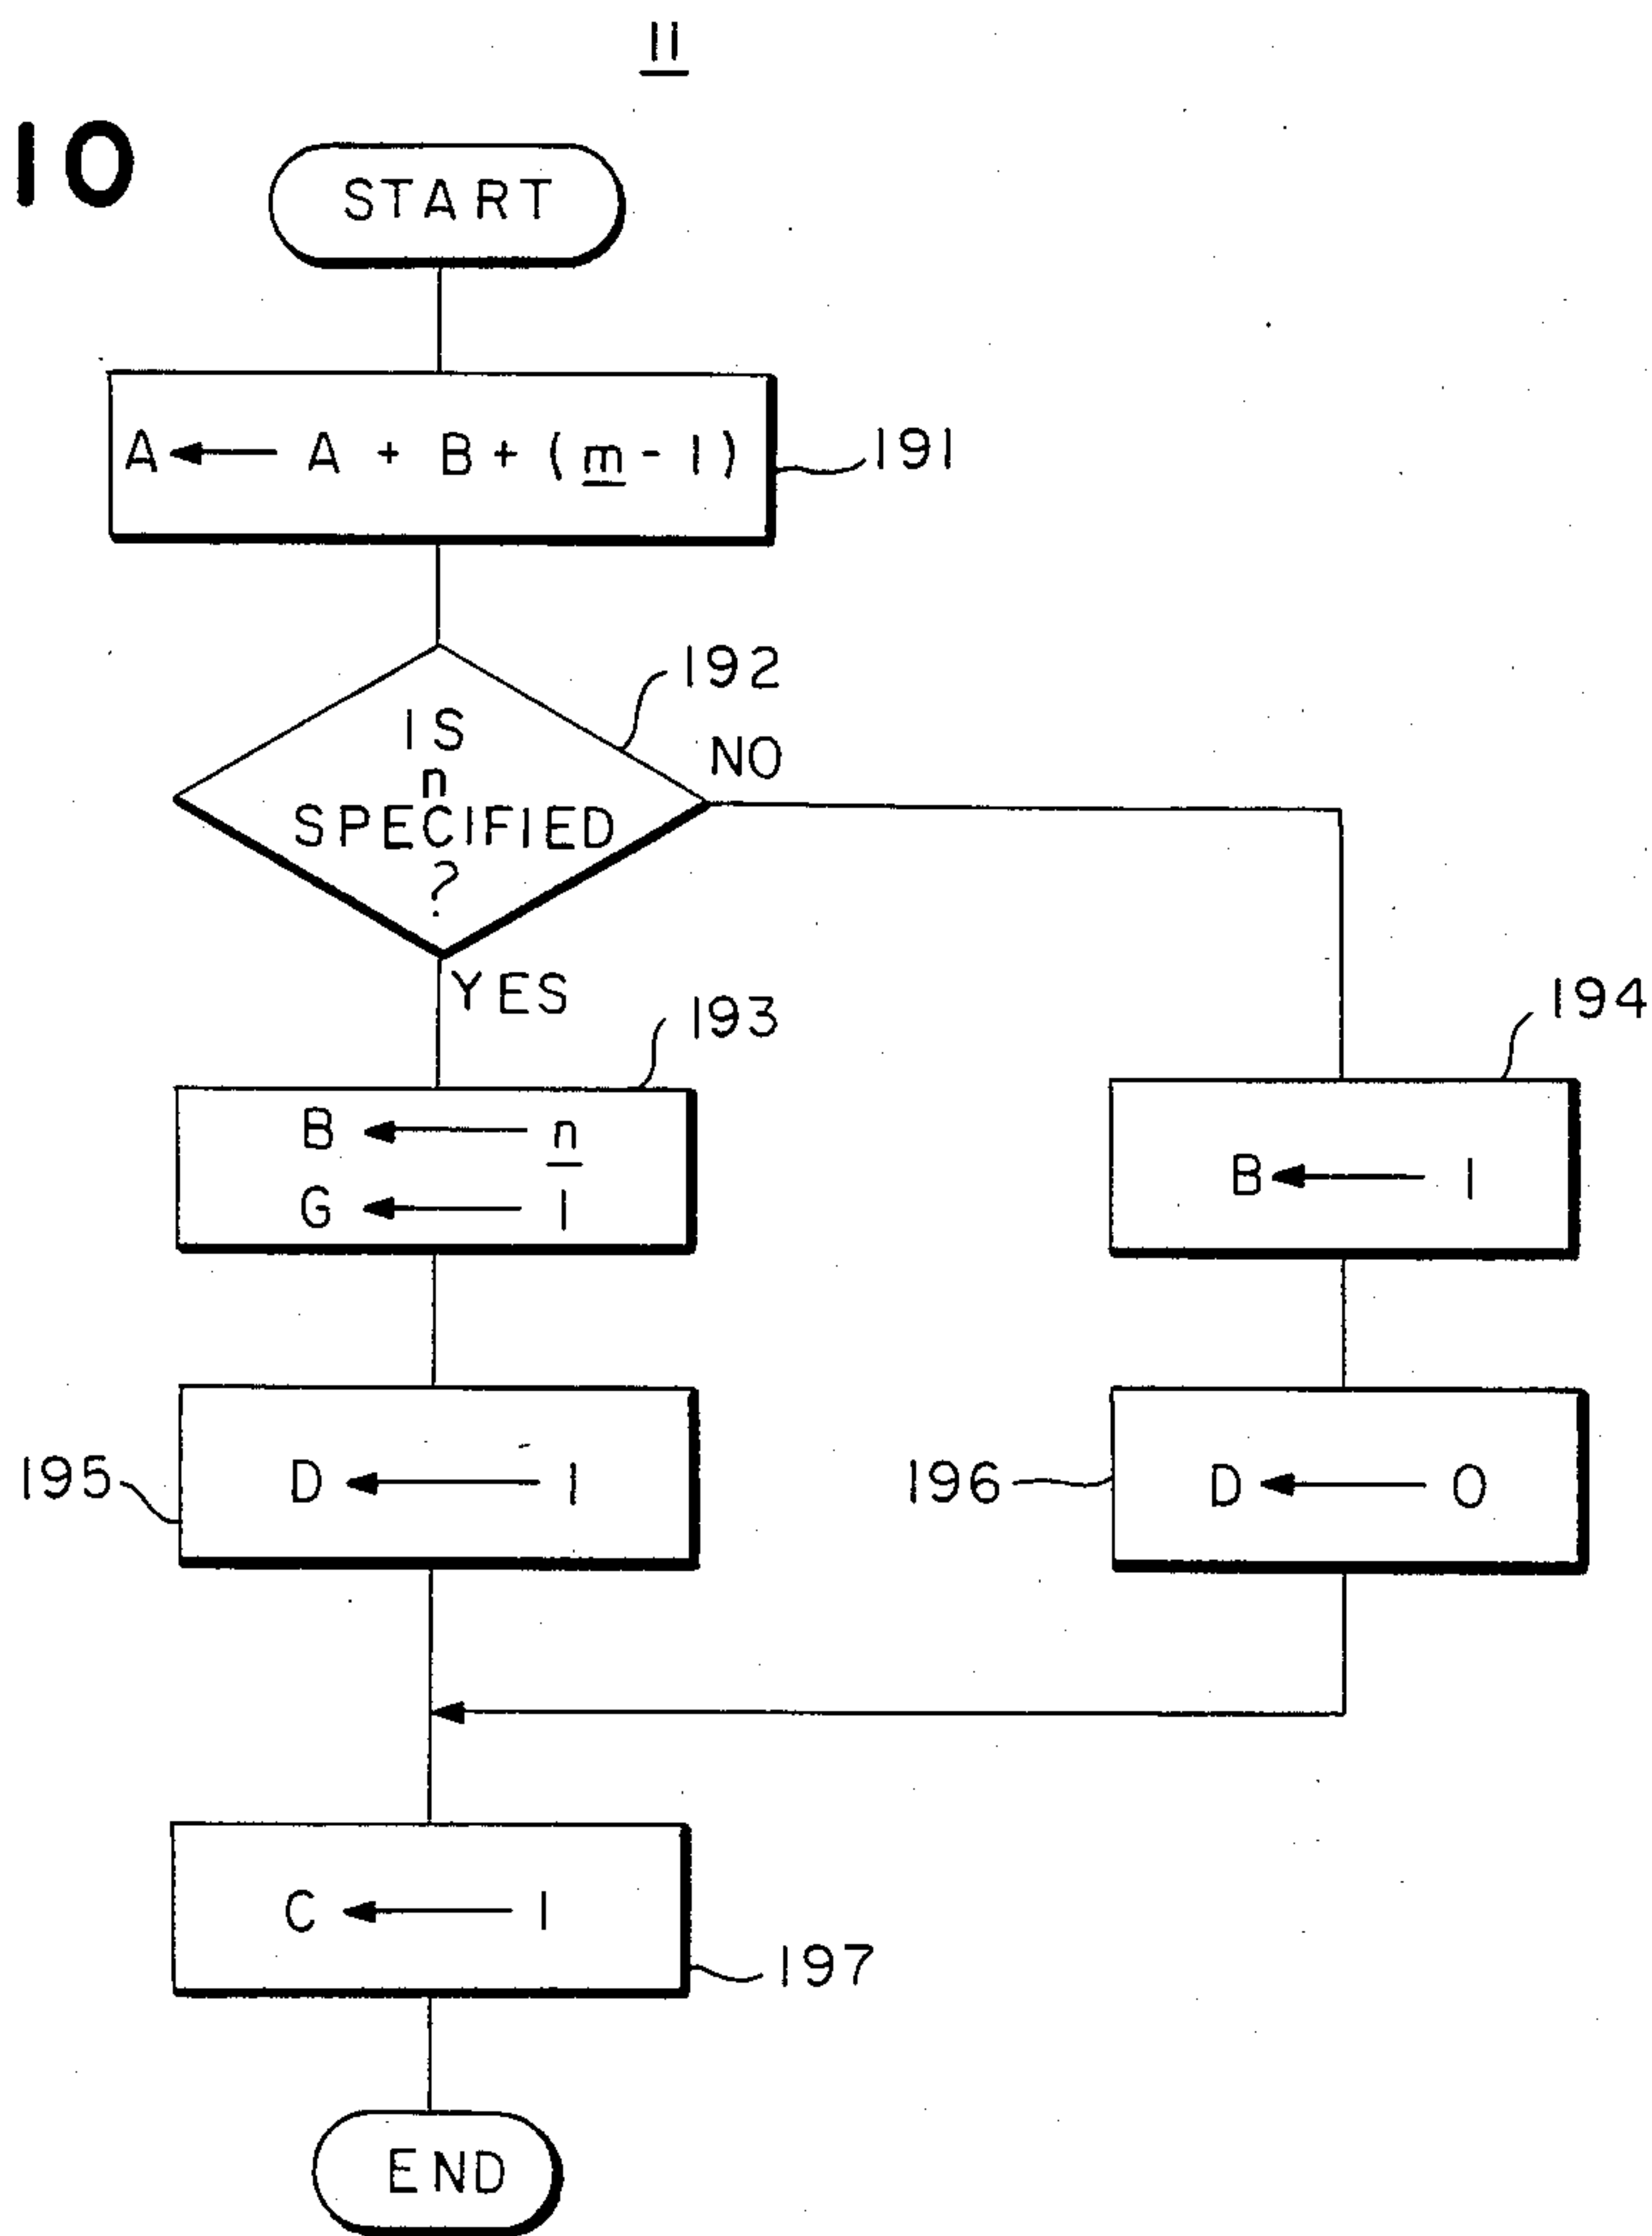 11
10
START
A ← A + B + (m - 1)
191
192
IS
n
SPECIFIED
?
NO
YES
193
194
B ← n
G ← 1
B ← 1
195
D ← 1
196
D ← 0
C ← 1
197
END